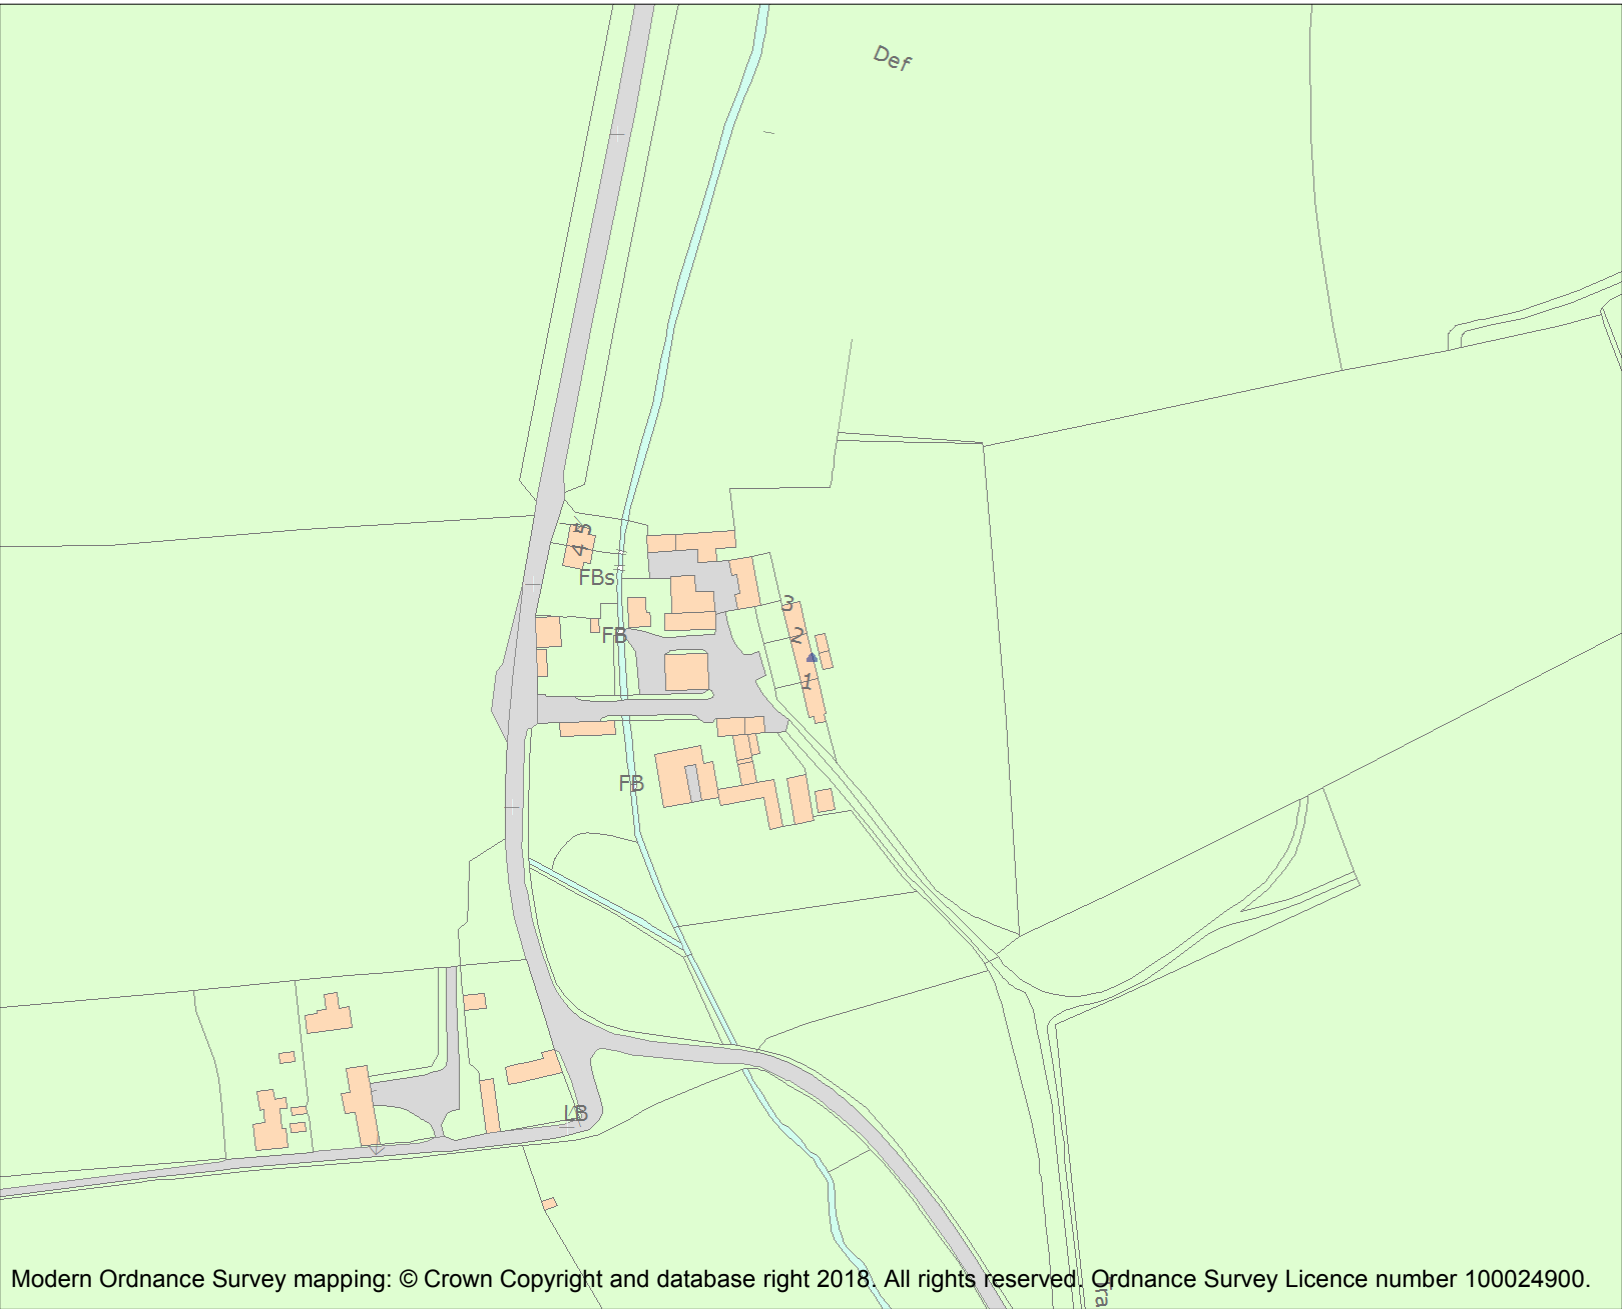 Def
5
4
FBs
3
FB
2
1
FB
LB
Modern Ordnance Survey mapping: © Crown Copyright and database right 2018. All rights reserved. Ordnance Survey Licence number 100024900.